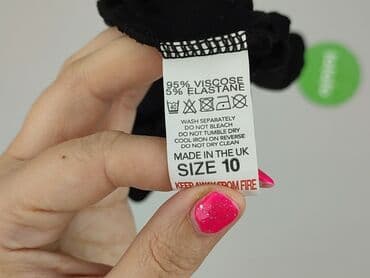 95% VISCOSE
5% ELASTANE
WASH SEPARATELY
DO NOT BLEACH
DO NOT TUMBLE DRY
COOL IRON ON REVERSE
DO NOT DRY CLEAN
MADE IN THE UK
SIZE 10
KEEP AWAY FROM FIRE